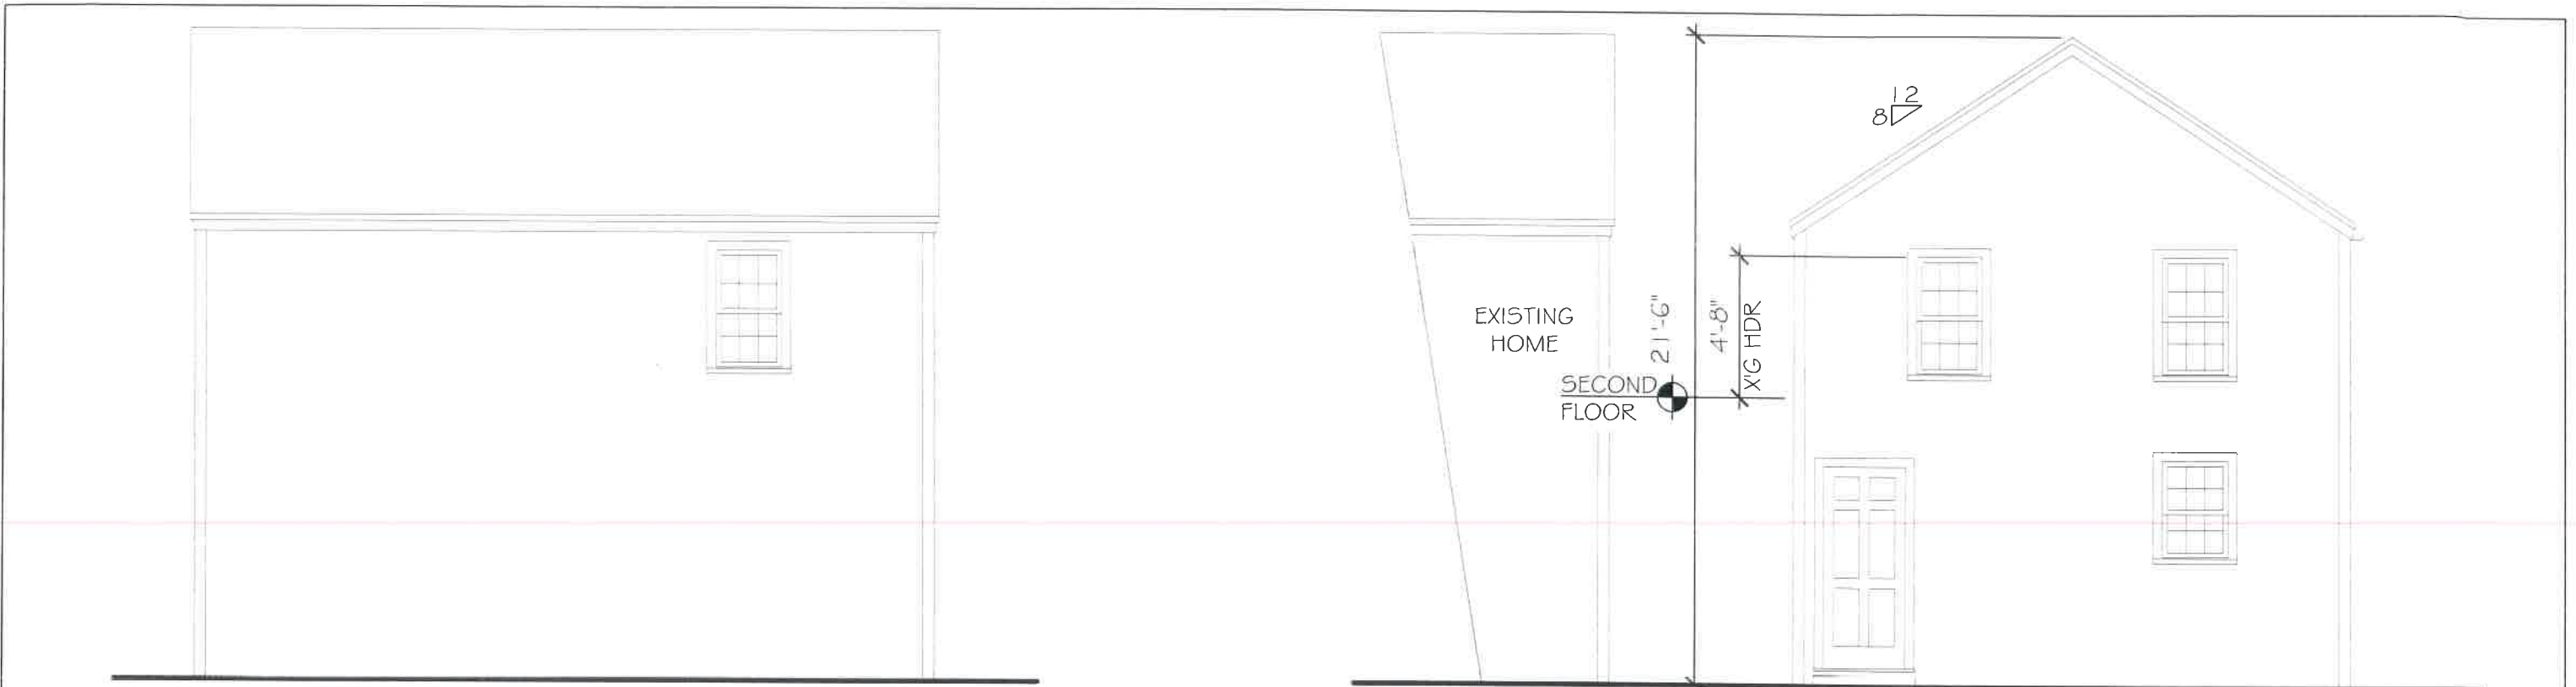 12
8
EXISTING
HOME
21'-6"
4'-8"
X'G HDR
SECOND
FLOOR